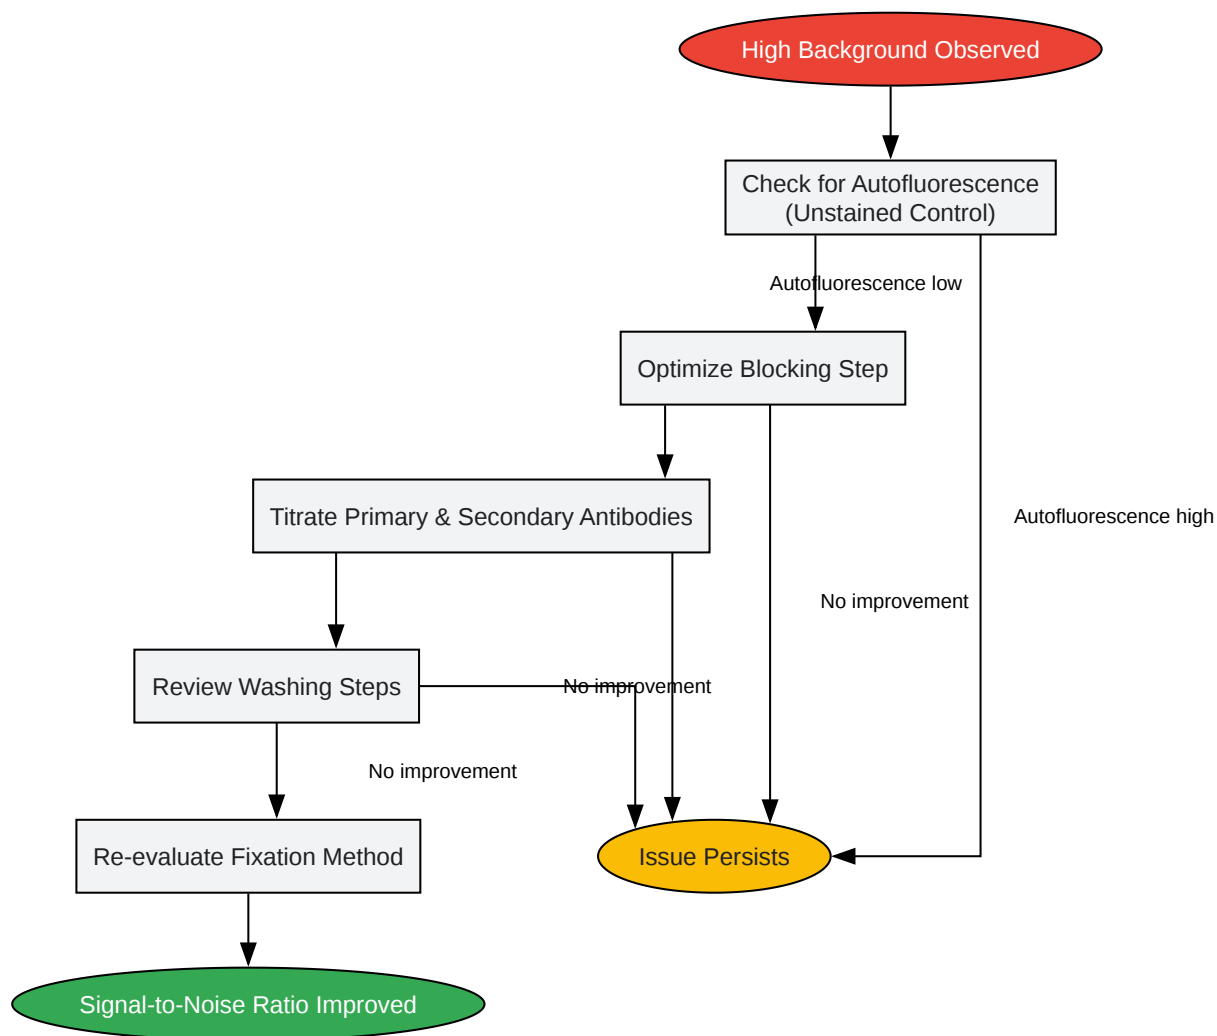 High Background Observed
Check for Autofluorescence
(Unstained Control)
Autofluorescence low
Optimize Blocking Step
Titrate Primary & Secondary Antibodies
Autofluorescence high
No improvement
Review Washing Steps
No improvement
No improvement
Re-evaluate Fixation Method
Issue Persists
Signal-to-Noise Ratio Improved